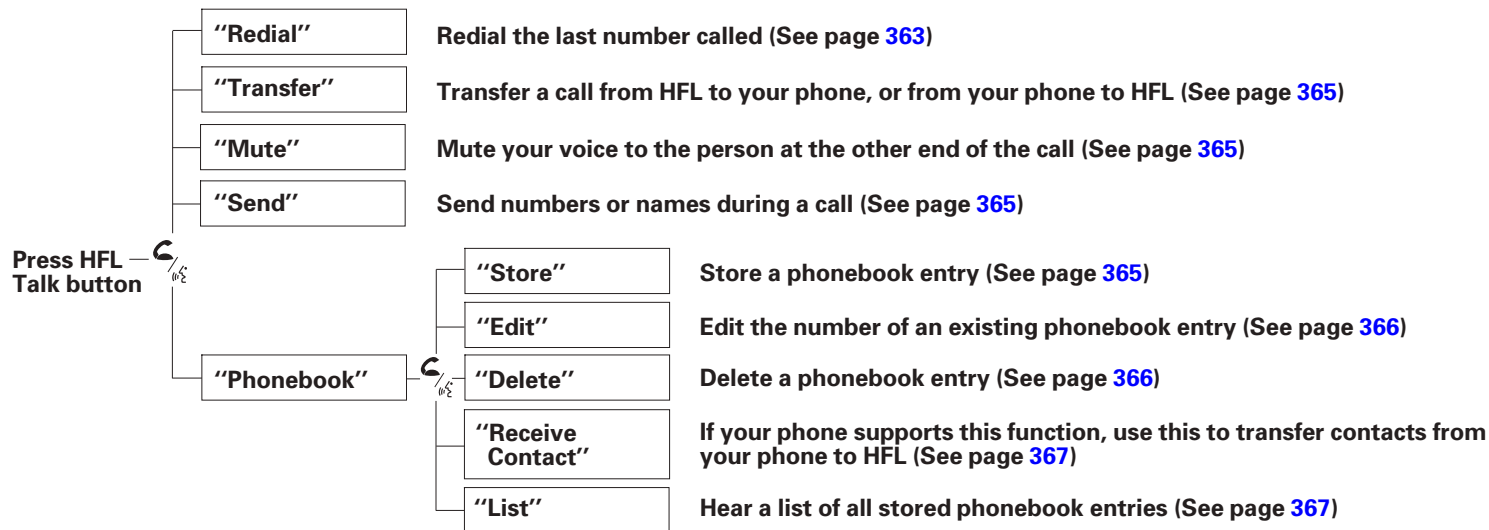 “Redial” Redial the last number called (See page 363)
“Transfer” Transfer a call from HFL to your phone, or from your phone to HFL (See page 365)
“Mute” Mute your voice to the person at the other end of the call (See page 365)
“Send” Send numbers or names during a call (See page 365)
Press HFL
Talk button
“Phonebook”
“Store” Store a phonebook entry (See page 365)
“Edit” Edit the number of an existing phonebook entry (See page 366)
“Delete” Delete a phonebook entry (See page 366)
“Receive
Contact”
If your phone supports this function, use this to transfer contacts from
your phone to HFL (See page 367)
“List” Hear a list of all stored phonebook entries (See page 367)